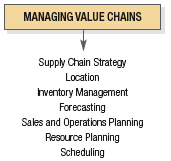 MANAGING VALUE CHAINS
Supply Chain Strategy
Location
Inventory Management
Forecasting
Sales and Operations Planning
Resource Planning
Scheduling